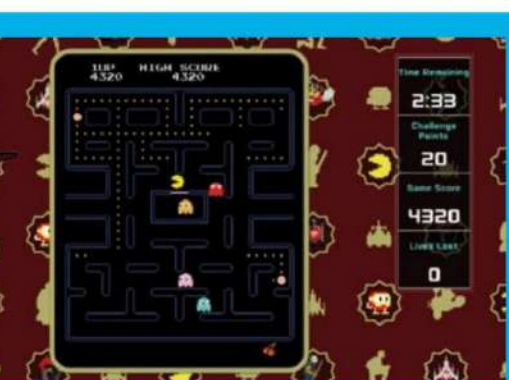 1UP HIGH SCORE
4320 4320
Time Remaining
2:33
Challenge
Points
20
Game Score
4320
Lives Lost
0